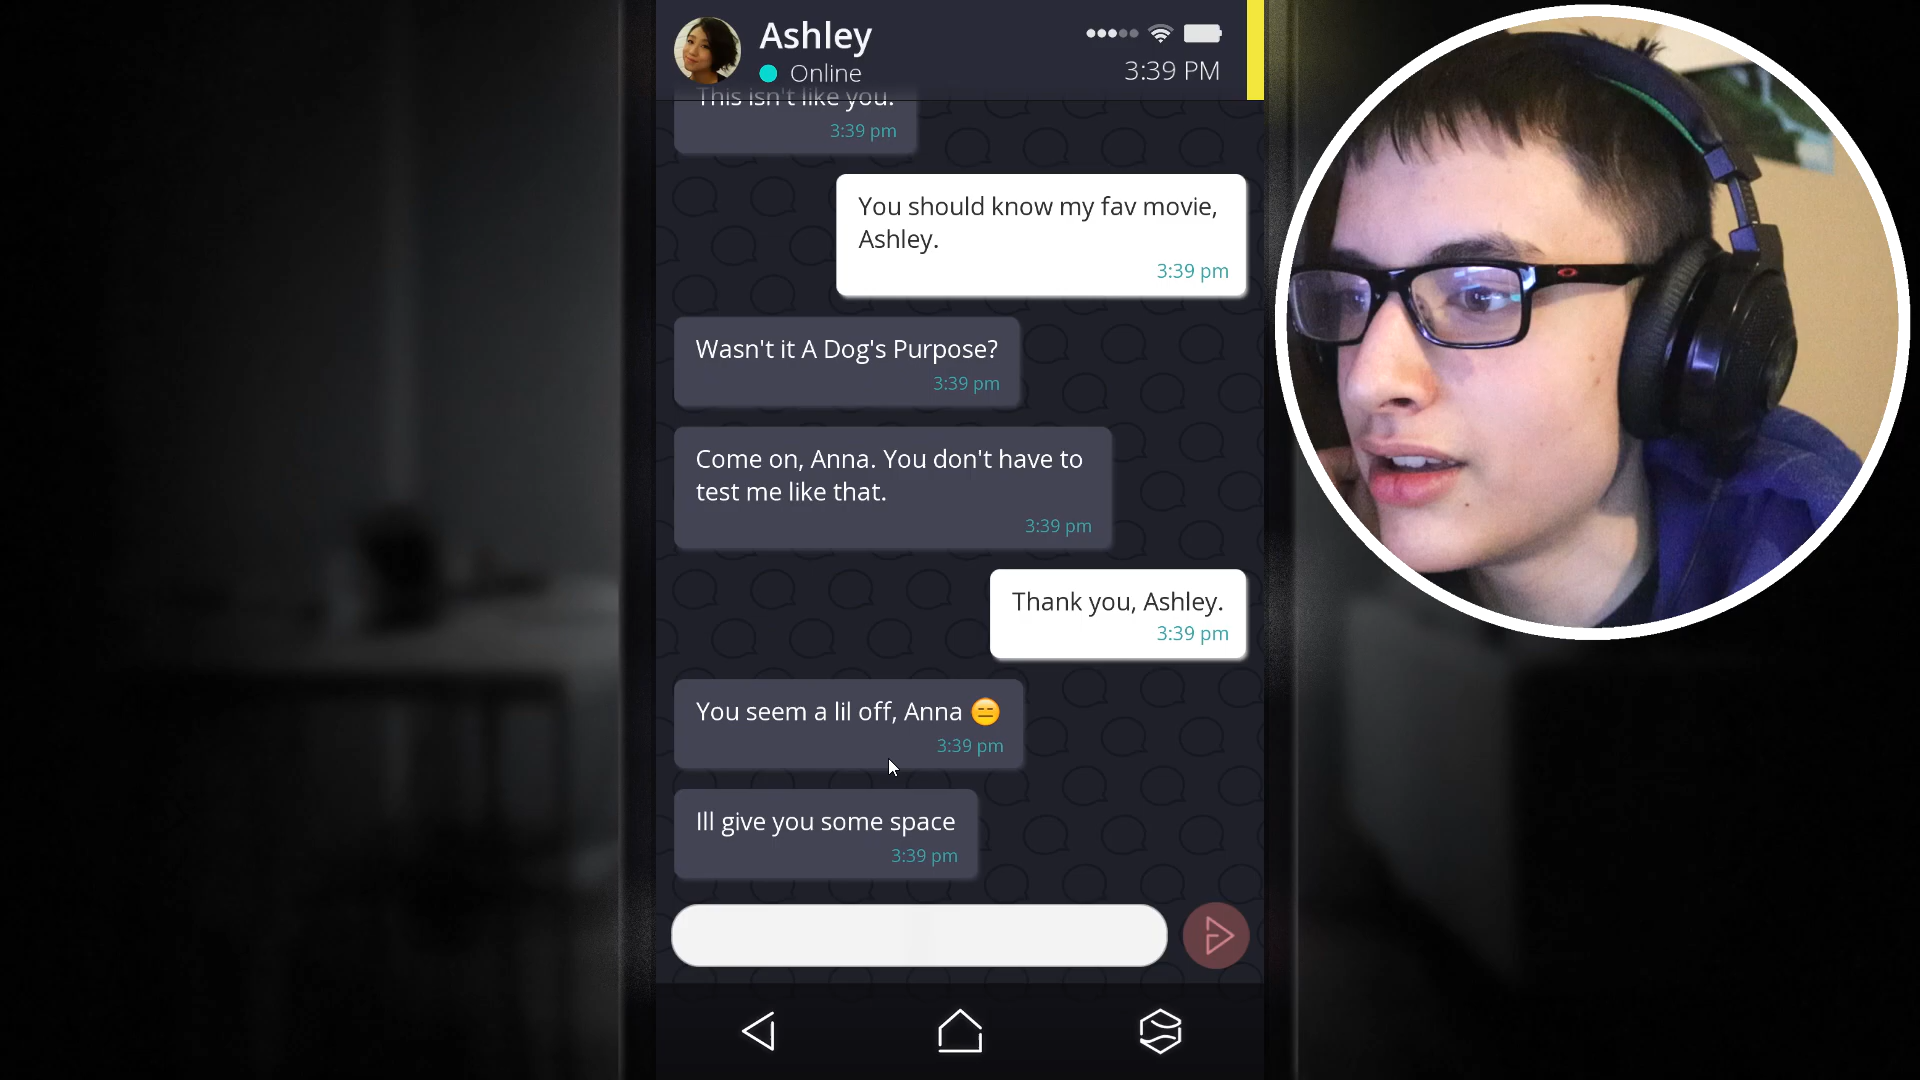 Ashley
Online
3:39 PM
This isn't like you.
3:39 pm
You should know my fav movie,
Ashley.
3:39 pm
Wasn't it A Dog's Purpose?
3:39 pm
Come on, Anna. You don't have to
test me like that.
3:39 pm
Thank you, Ashley.
3:39 pm
You seem a lil off, Anna 😑
3:39 pm
Ill give you some space
3:39 pm